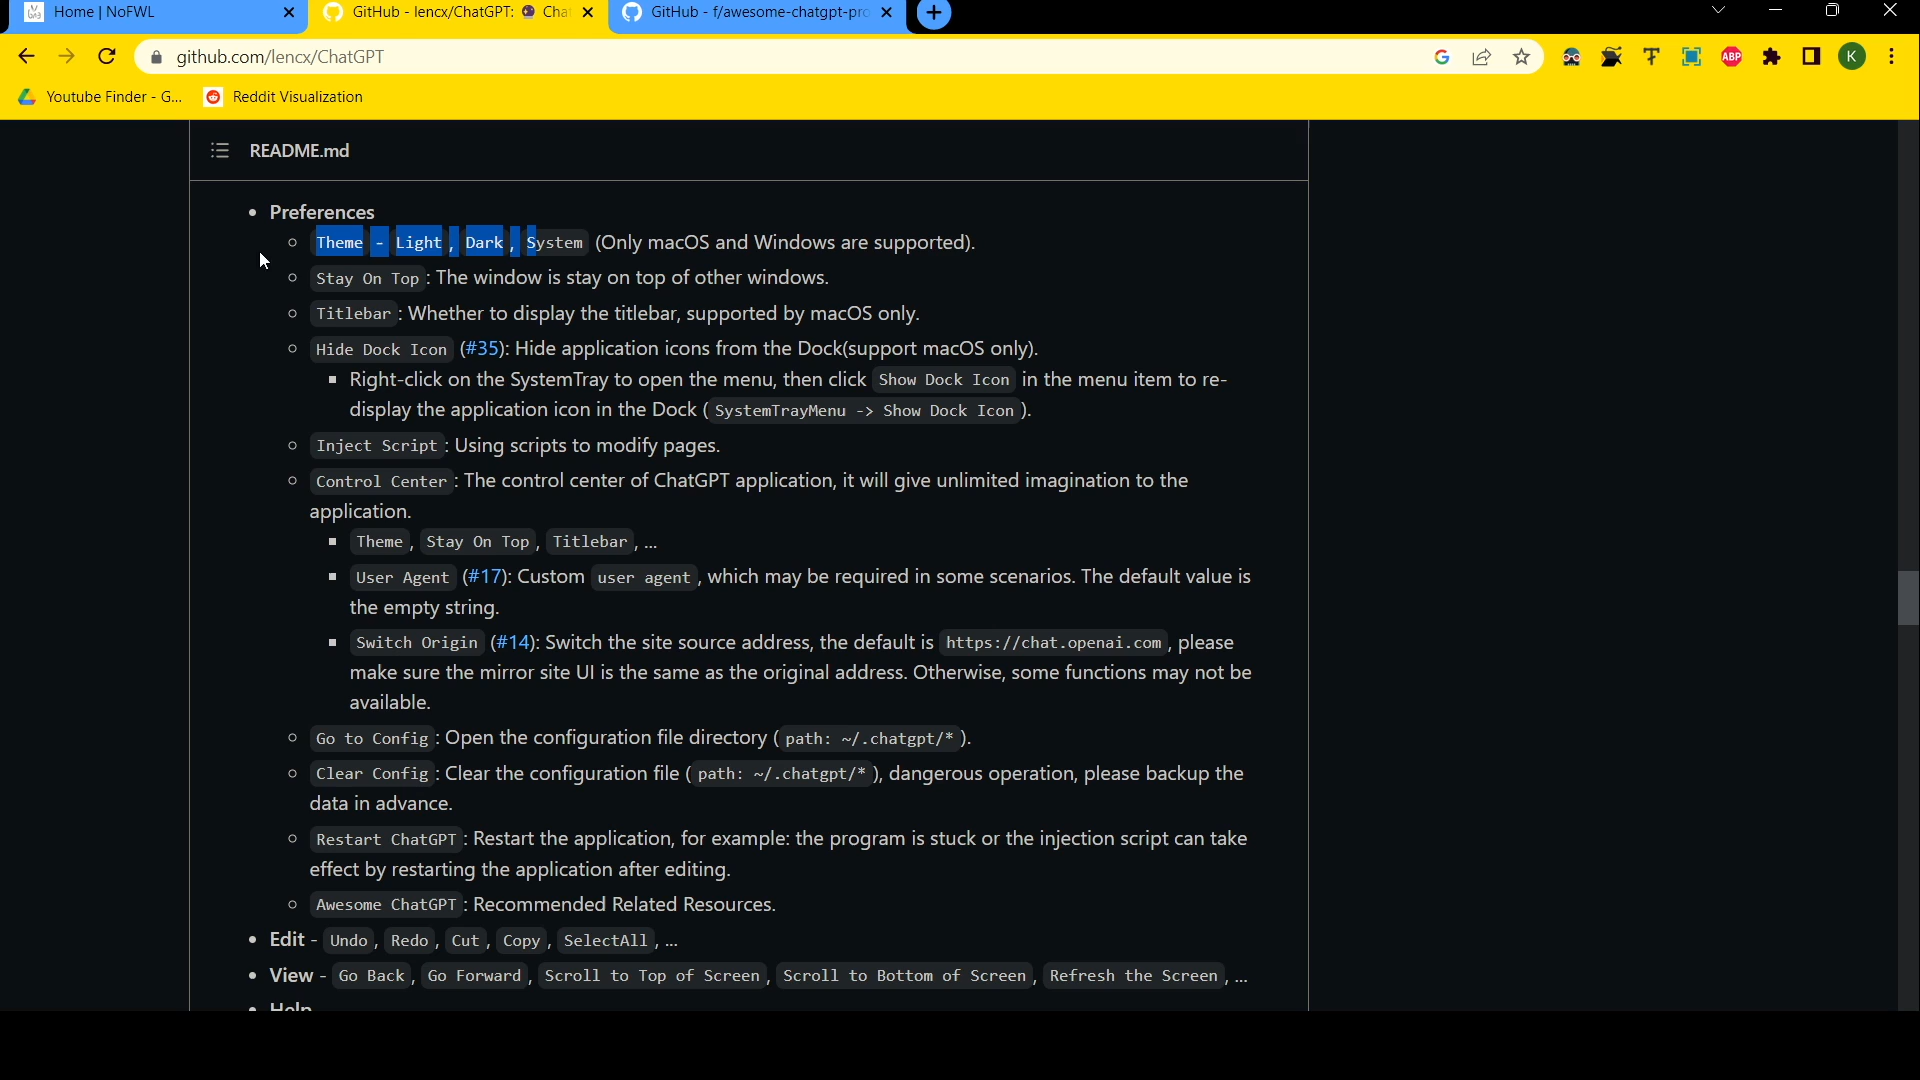 Home | NoFWL
GitHub - lencx/ChatGPT: 🔮 Cha
GitHub - f/awesome-chatgpt-pro
github.com/lencx/ChatGPT
ABP
K
Youtube Finder - G...
Reddit Visualization
README.md
• Preferences
◦ Theme - Light , Dark , System (Only macOS and Windows are supported).
◦ Stay On Top : The window is stay on top of other windows.
◦ Titlebar : Whether to display the titlebar, supported by macOS only.
◦ Hide Dock Icon (#35): Hide application icons from the Dock(support macOS only).
▪ Right-click on the SystemTray to open the menu, then click Show Dock Icon in the menu item to re-
display the application icon in the Dock ( SystemTrayMenu -> Show Dock Icon ).
◦ Inject Script : Using scripts to modify pages.
◦ Control Center : The control center of ChatGPT application, it will give unlimited imagination to the
application.
▪ Theme , Stay On Top , Titlebar , ...
▪ User Agent (#17): Custom user agent , which may be required in some scenarios. The default value is
the empty string.
▪ Switch Origin (#14): Switch the site source address, the default is https://chat.openai.com , please
make sure the mirror site UI is the same as the original address. Otherwise, some functions may not be
available.
◦ Go to Config : Open the configuration file directory ( path: ~/.chatgpt/* ).
◦ Clear Config : Clear the configuration file ( path: ~/.chatgpt/* ), dangerous operation, please backup the
data in advance.
◦ Restart ChatGPT : Restart the application, for example: the program is stuck or the injection script can take
effect by restarting the application after editing.
◦ Awesome ChatGPT : Recommended Related Resources.
• Edit - Undo , Redo , Cut , Copy , SelectAll , ...
• View - Go Back , Go Forward , Scroll to Top of Screen , Scroll to Bottom of Screen , Refresh the Screen , ...
• Help